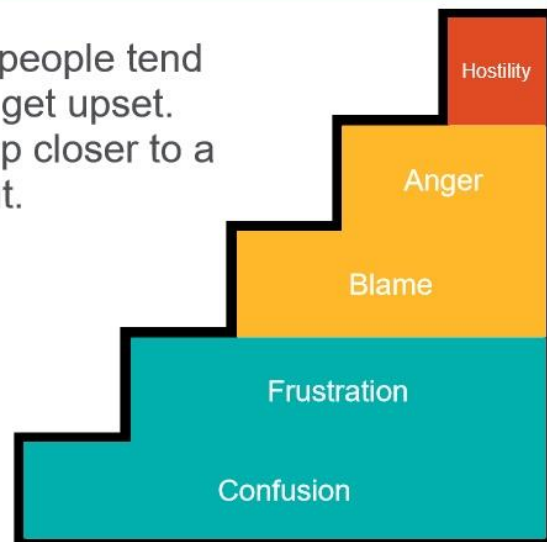 people tend
get upset.
p closer to a
t.
Hostility
Anger
Blame
Frustration
Confusion